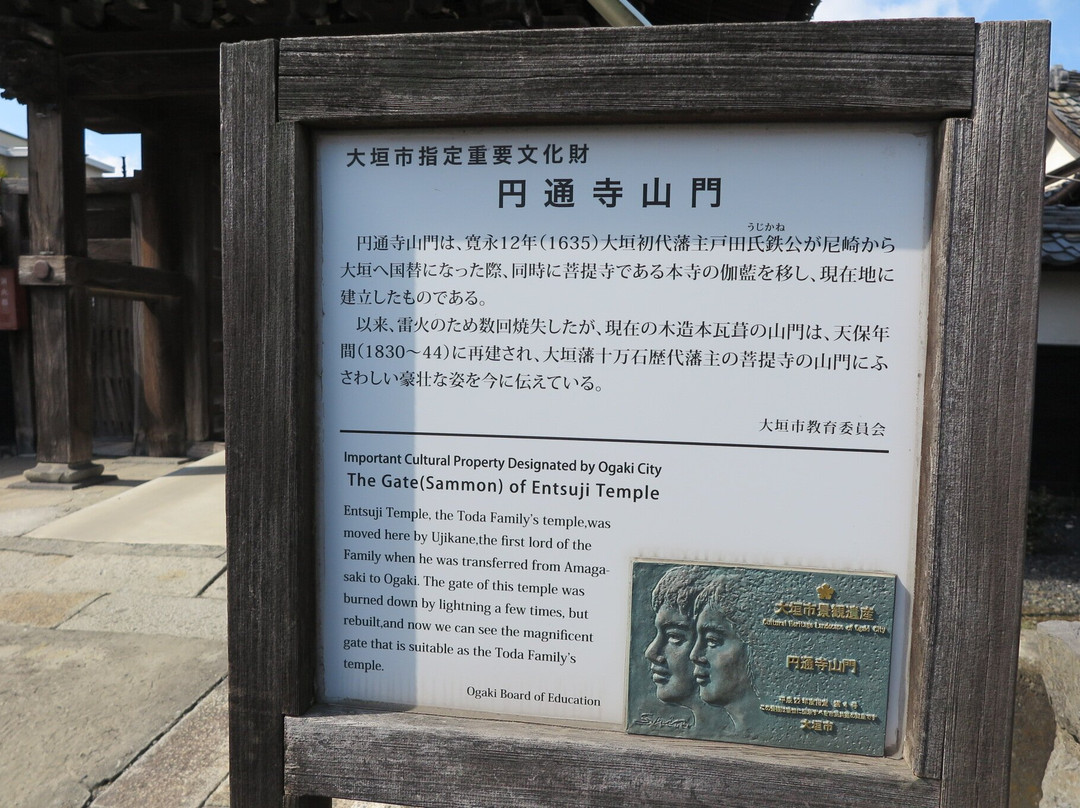 大垣市指定重要文化財
円通寺山門
うじかね
円通寺山門は、寛永12年(1635)大垣初代藩主戸田氏鉄公が尼崎から
大垣へ国替になった際、同時に菩提寺である本寺の伽藍を移し、現在地に
建立したものである。
以来、雷火のため数回焼失したが、現在の木造本瓦葺の山門は、天保年
間(1830〜44)に再建され、大垣藩十万石歴代藩主の菩提寺の山門にふ
さわしい豪壮な姿を今に伝えている。
大垣市教育委員会
Important Cultural Property Designated by Ogaki City
The Gate(Sammon) of Entsuji Temple
Entsuji Temple, the Toda Family's temple,was
moved here by Ujikane,the first lord of the
Family when he was transferred from Amaga-
saki to Ogaki. The gate of this temple was
burned down by lightning a few times, but
rebuilt,and now we can see the magnificent
gate that is suitable as the Toda Family's
temple.
Ogaki Board of Education
大垣市景観遺産
Cultural Heritage Landscape of Ogaki City
円通寺山門
大垣市